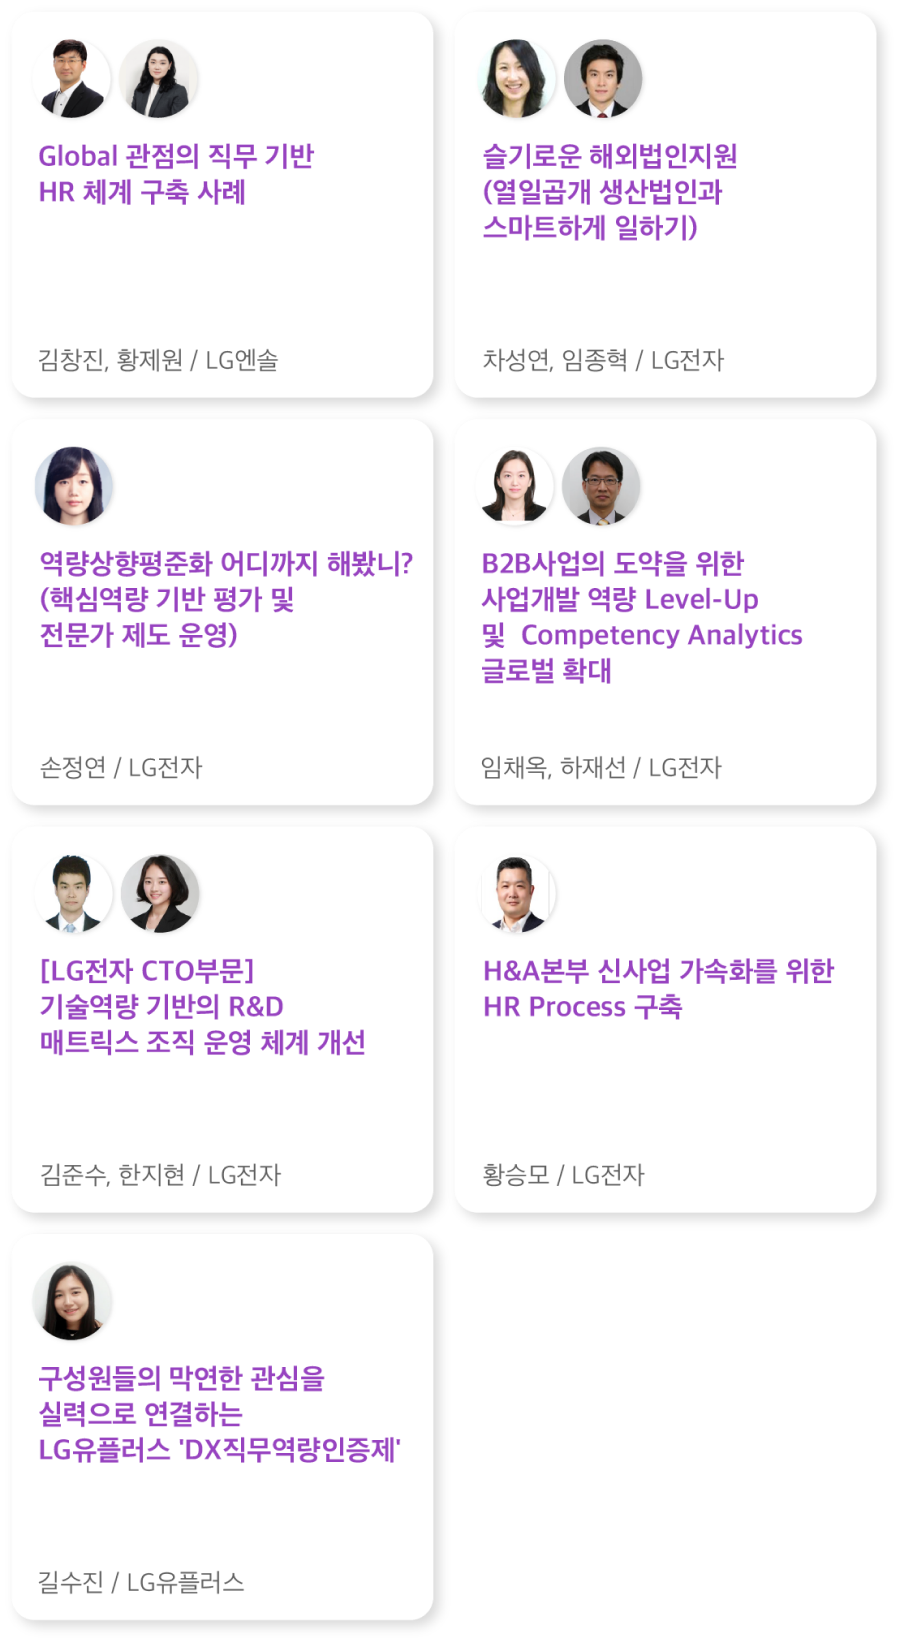 Global 관점의 직무 기반
HR 체계 구축 사례
김창진, 황제원 / LG엔솔
슬기로운 해외법인지원
(열일곱개 생산법인과
스마트하게 일하기)
차성연, 임종혁 / LG전자
역량상향평준화 어디까지 해봤니?
(핵심역량 기반 평가 및
전문가 제도 운영)
손정연 / LG전자
B2B사업의 도약을 위한
사업개발 역량 Level-Up
및 Competency Analytics
글로벌 확대
임채옥, 하재선 / LG전자
[LG전자 CTO부문]
기술역량 기반의 R&D
매트릭스 조직 운영 체계 개선
김준수, 한지현 / LG전자
H&A본부 신사업 가속화를 위한
HR Process 구축
황승모 / LG전자
구성원들의 막연한 관심을
실력으로 연결하는
LG유플러스 'DX직무역량인증제'
길수진 / LG유플러스